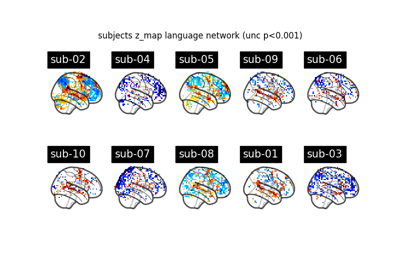 subjects z_map language network (unc p<0.001)
sub-02 sub-04 sub-05 sub-09 sub-06
sub-10 sub-07 sub-08 sub-01 sub-03